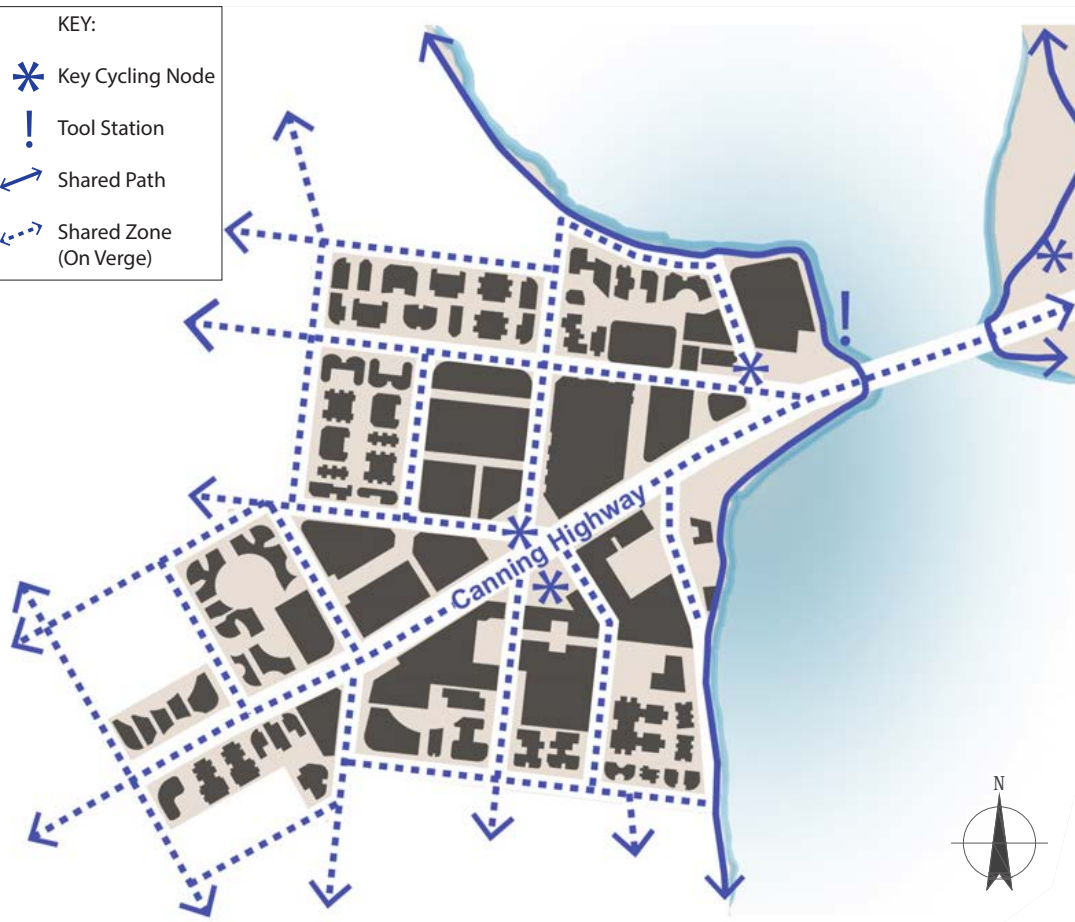 KEY:
Key Cycling Node
! Tool Station
Shared Path
Shared Zone
(On Verge)
!
Canning Highway
N